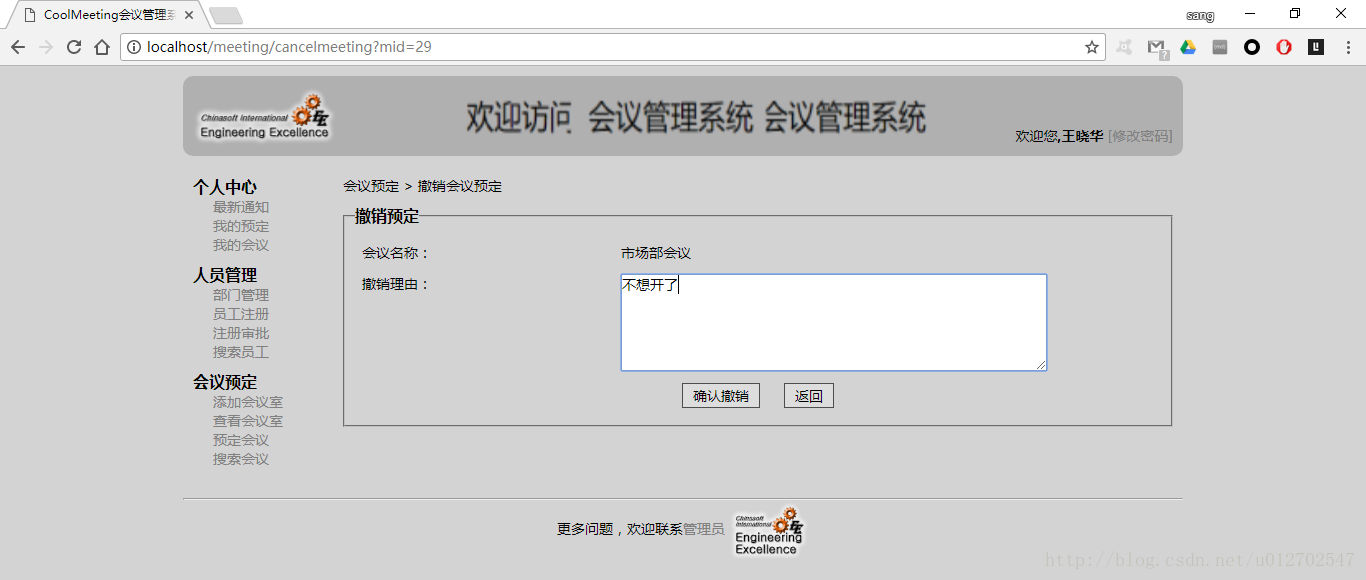 CoolMeeting会议管理系
sang
localhost/meeting/cancelmeeting?mid=29
Chinasoft International
Engineering Excellence
欢迎访问 会议管理系统 会议管理系统
欢迎您,王晓华 [修改密码]
个人中心
最新通知
我的预定
我的会议
人员管理
部门管理
员工注册
注册审批
搜索员工
会议预定
添加会议室
查看会议室
预定会议
搜索会议
会议预定 > 撤销会议预定
撤销预定
会议名称： 市场部会议
撤销理由： 不想开了
确认撤销 返回
更多问题，欢迎联系管理员
Chinasoft
International
Engineering
Excellence
http://blog.csdn.net/u012702547